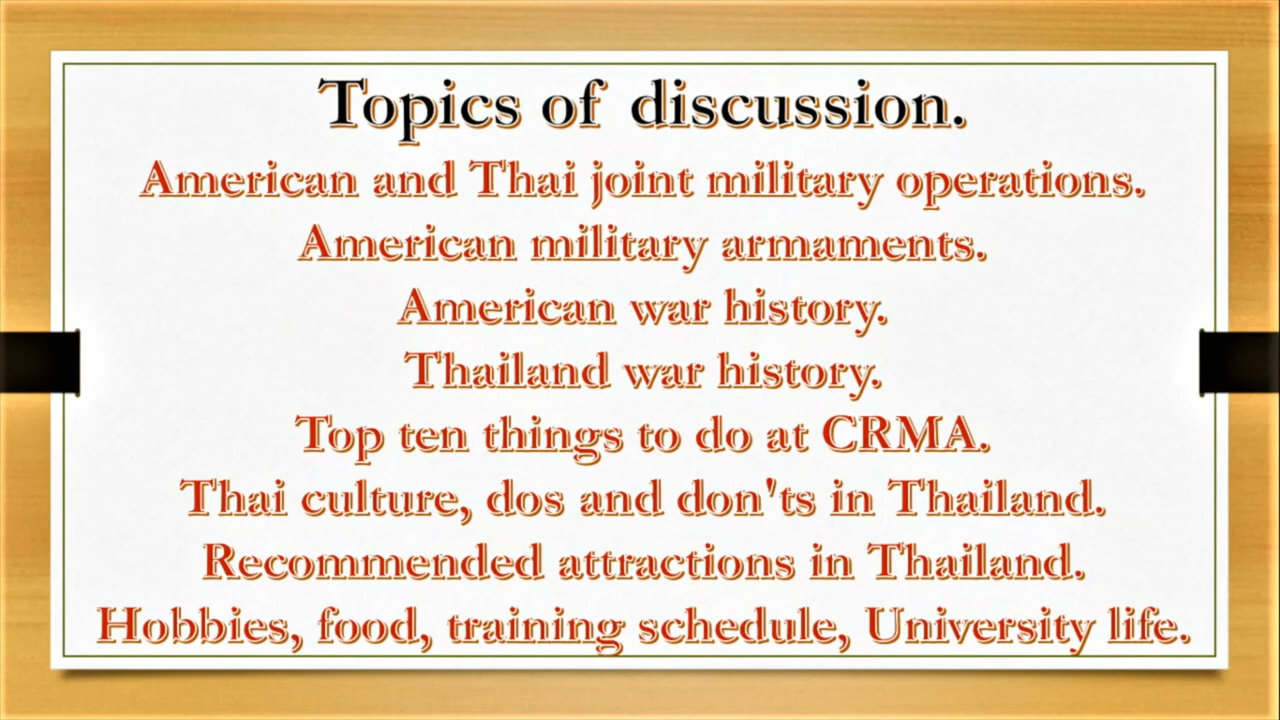 Topics of discussion.
American and Thai joint military operations.
American military armaments.
American war history.
Thailand war history.
Top ten things to do at CRMA.
Thai culture, dos and don'ts in Thailand.
Recommended attractions in Thailand.
Hobbies, food, training schedule, University life.